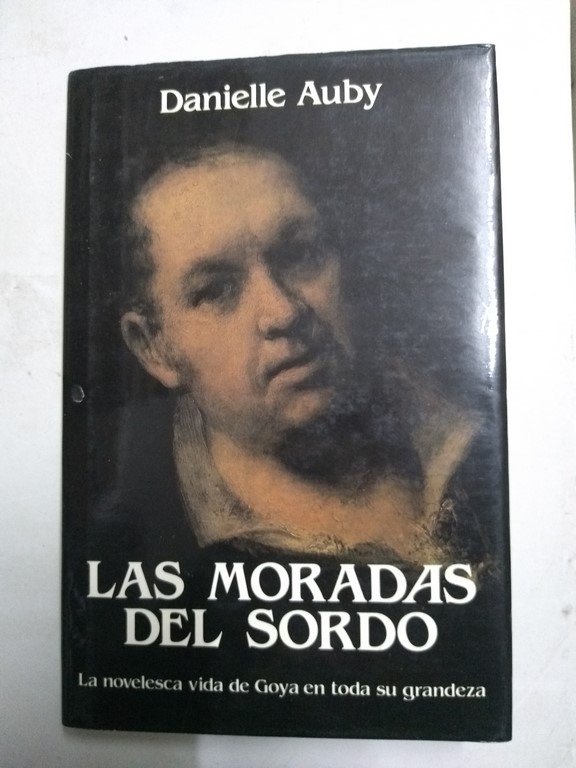 Danielle Auby
LAS MORADAS
DEL SORDO
La novelesca vida de Goya en toda su grandeza